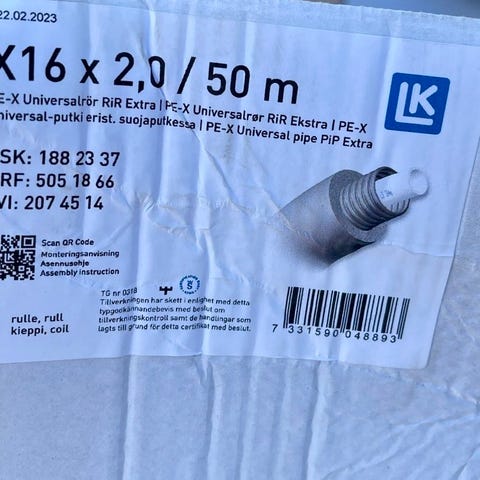 22.02.2023
X16 x 2,0 / 50 m
PE-X Universalrör RiR Extra | PE-X Universalrør RiR Ekstra | PE-X
niversal-putki erist. suojaputkessa | PE-X Universal pipe PiP Extra
LK
SK: 188 23 37
RF: 505 18 66
VI: 207 45 14
Scan QR Code
Monteringsanvisning
Asennusohje
Assembly instruction
TG nr 0318
Tillverkningen har skett i enlighet med detta
typgodkännandebevis med beslut om
tillverkningskontroll samt de handlingar som
lagts till grund för detta certifikat med beslut.
rulle, rull
kieppi, coil
7 331590 048893